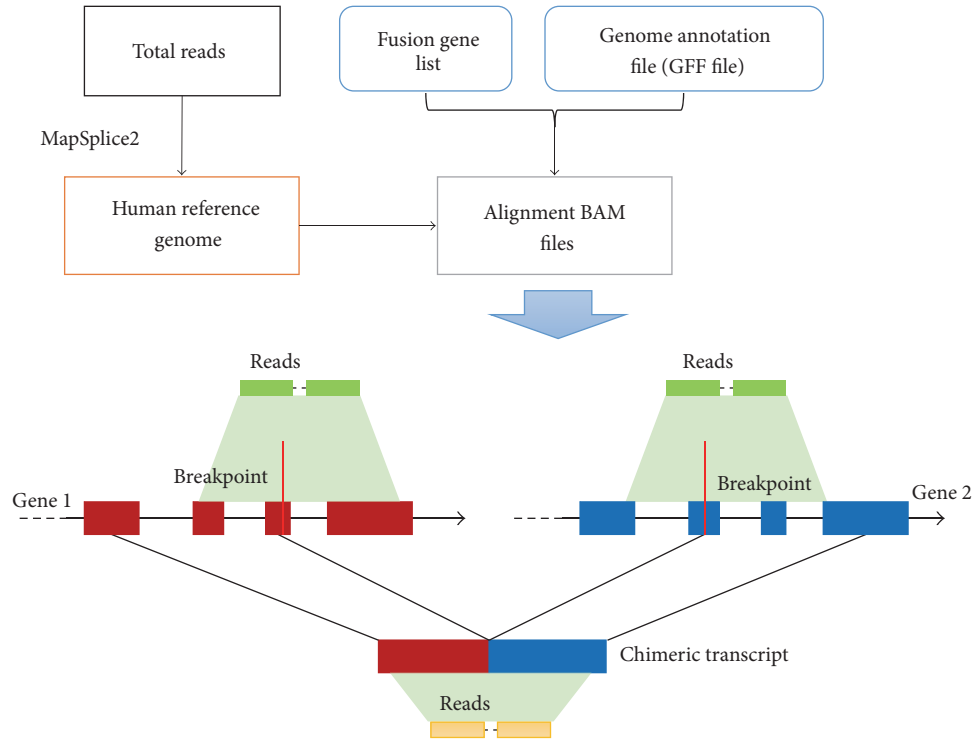 Total reads
Fusion gene
list
Genome annotation
file (GFF file)
MapSplice2
Human reference
genome
Alignment BAM
files
Reads
Reads
Breakpoint
Breakpoint
Gene 1
Gene 2
Chimeric transcript
Reads